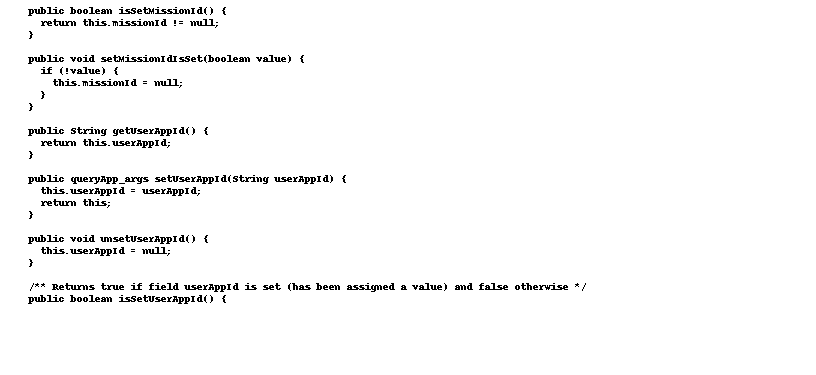 public boolean isSetMissionId() {
return this.missionId != null;
}
public void setMissionIdIsSet(boolean value) {
if (!value) {
this.missionId = null;
}
}
public String getUserAppId() {
return this.userAppId;
}
public queryApp_args setUserAppId(String userAppId) {
this.userAppId = userAppId;
return this;
}
public void unsetUserAppId() {
this.userAppId = null;
}
/** Returns true if field userAppId is set (has been assigned a value) and false otherwise */
public boolean isSetUserAppId() {